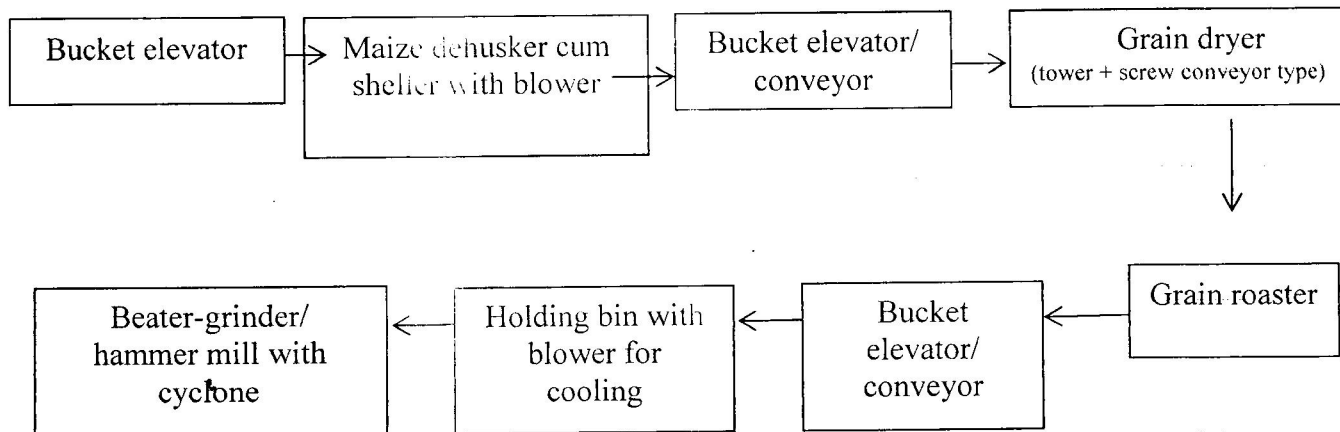 Bucket elevator
Maize dehusker cum
sheller with blower
Bucket elevator/
conveyor
Grain dryer
(tower + screw conveyor type)
Grain roaster
Bucket
elevator/
conveyor
Holding bin with
blower for
cooling
Beater-grinder/
hammer mill with
cyclone